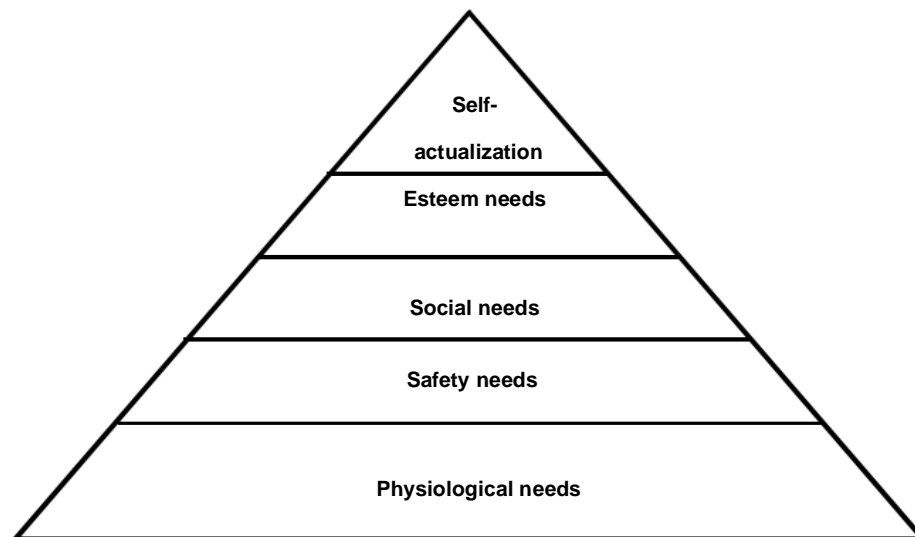 Self-
actualization
Esteem needs
Social needs
Safety needs
Physiological needs